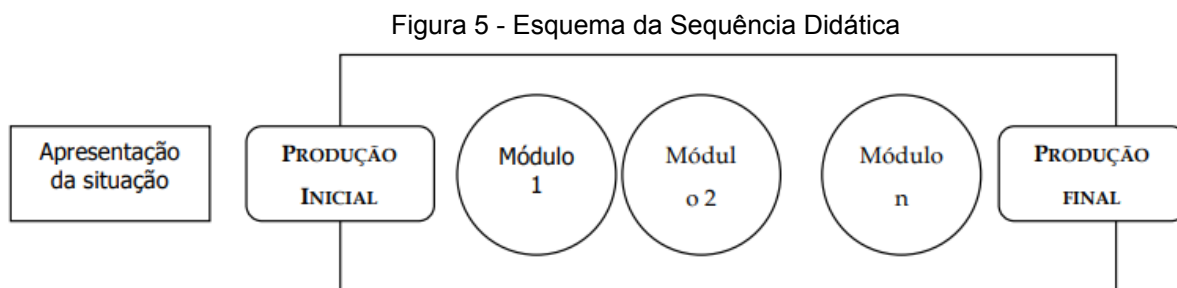 Figura 5 - Esquema da Sequência Didática
Apresentação
da situação
PRODUÇÃO
INICIAL
Módulo
1
Módul
o 2
Módulo
n
PRODUÇÃO
FINAL